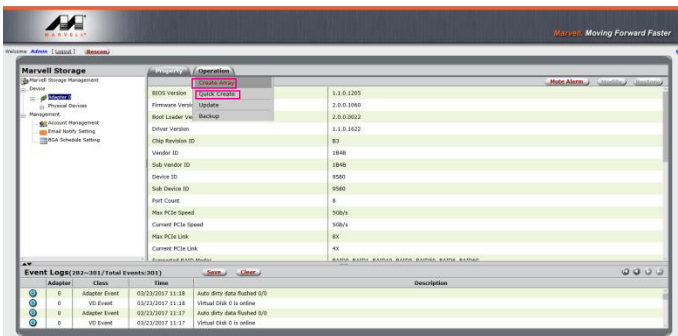 MARVELL
Marvell. Moving Forward Faster
Welcome Admin [ Logout ] Rescan
Marvell Storage
Property Operation
Marvell Storage Management
Device
Adapter 0
Physical Devices
Management
Account Management
Email Notify Setting
BGA Schedule Setting
Create Array
Quick Create
Update
Backup
Mute Alarm Modify
BIOS Version 1.1.0.1205
Firmware Versio 2.0.0.1060
Boot Loader Ve 2.0.0.0022
Driver Version 1.1.0.1622
Chip Revision ID B3
Vendor ID 1B4B
Sub Vendor ID 1B4B
Device ID 9580
Sub Device ID 9580
Port Count 8
Max PCIe Speed 5Gb/s
Current PCIe Speed 5Gb/s
Max PCIe Link 8X
Current PCIe Link 4X
Event Logs(282~301/Total Events:301) Save Clear
Adapter Class Time Description
0 Adapter Event 03/23/2017 11:18 Auto dirty data flushed 0/0
0 VD Event 03/23/2017 11:18 Virtual Disk 0 is online
0 Adapter Event 03/23/2017 11:17 Auto dirty data flushed 0/0
0 VD Event 03/23/2017 11:17 Virtual Disk 0 is online